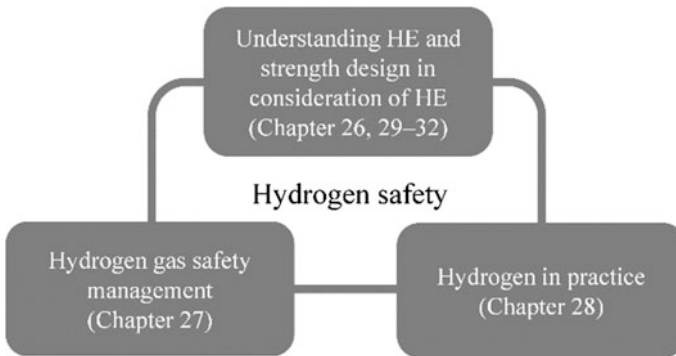 Understanding HE and
strength design in
consideration of HE
(Chapter 26, 29–32)
Hydrogen safety
Hydrogen gas safety
management
(Chapter 27)
Hydrogen in practice
(Chapter 28)